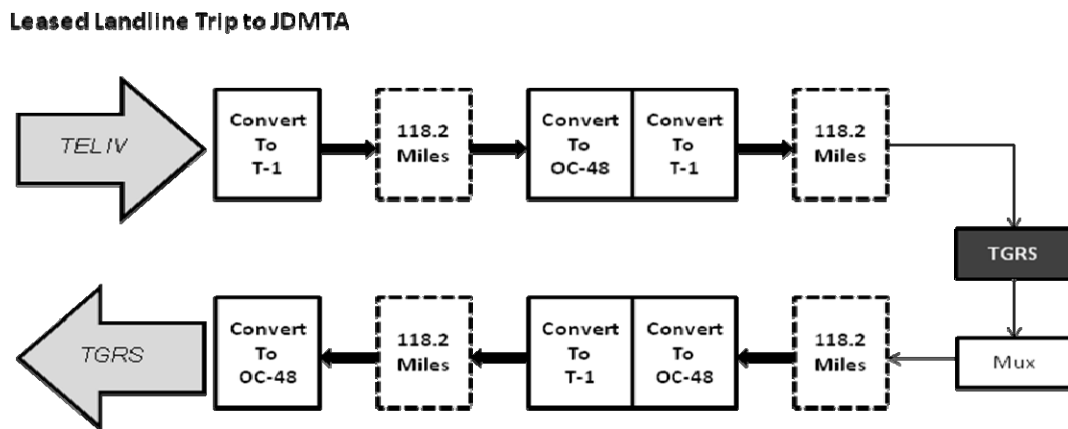 Leased Landline Trip to JDMTA
TELIV
Convert
To
T-1
118.2
Miles
Convert
To
OC-48
Convert
To
T-1
118.2
Miles
TGRS
Mux
118.2
Miles
Convert
To
OC-48
Convert
To
T-1
118.2
Miles
Convert
To
OC-48
TGRS